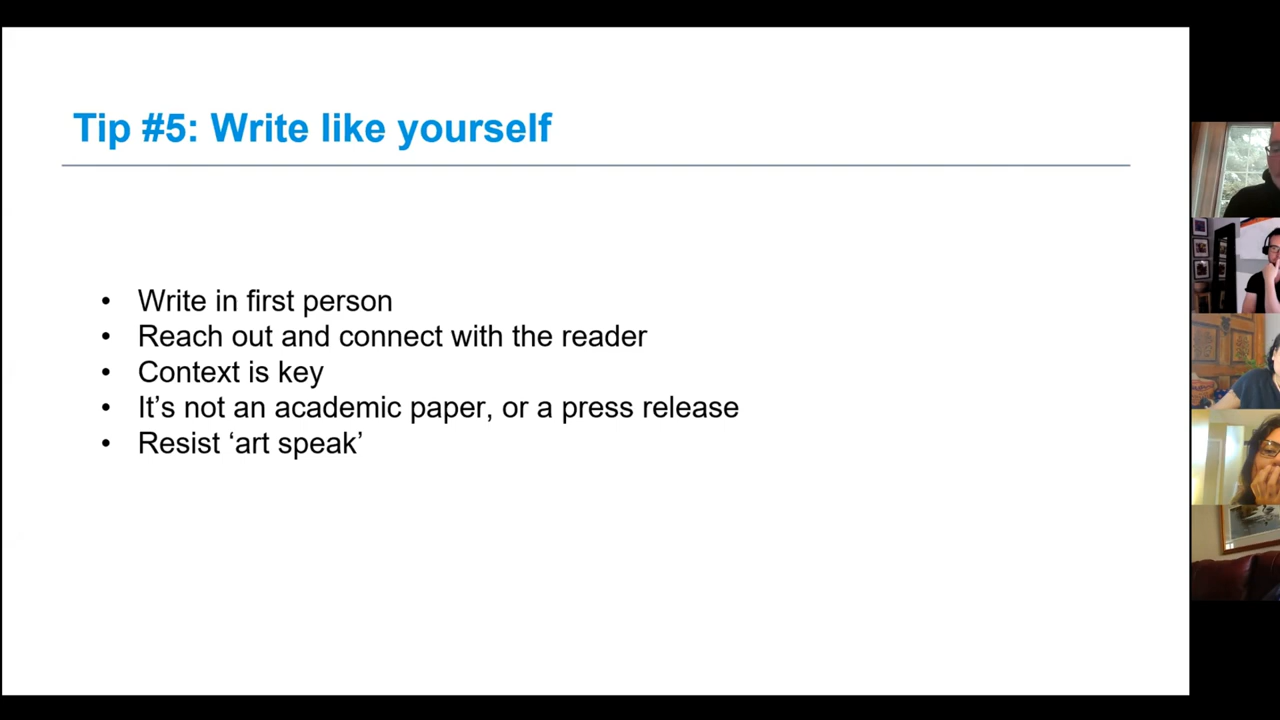 Tip #5: Write like yourself
• Write in first person
• Reach out and connect with the reader
• Context is key
• It’s not an academic paper, or a press release
• Resist ‘art speak’